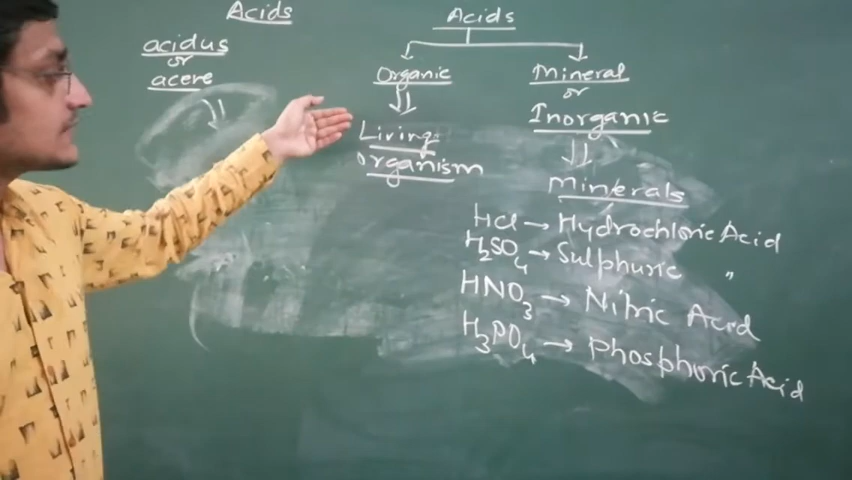 Acids
acidus
or
acere
Acids
Organic
Living
Organism
Mineral
or
Inorganic
Minerals
HCl → Hydrochloric Acid
H₂SO₄ → Sulphuric "
HNO₃ → Nitric Acid
H₃PO₄ → Phosphoric Acid